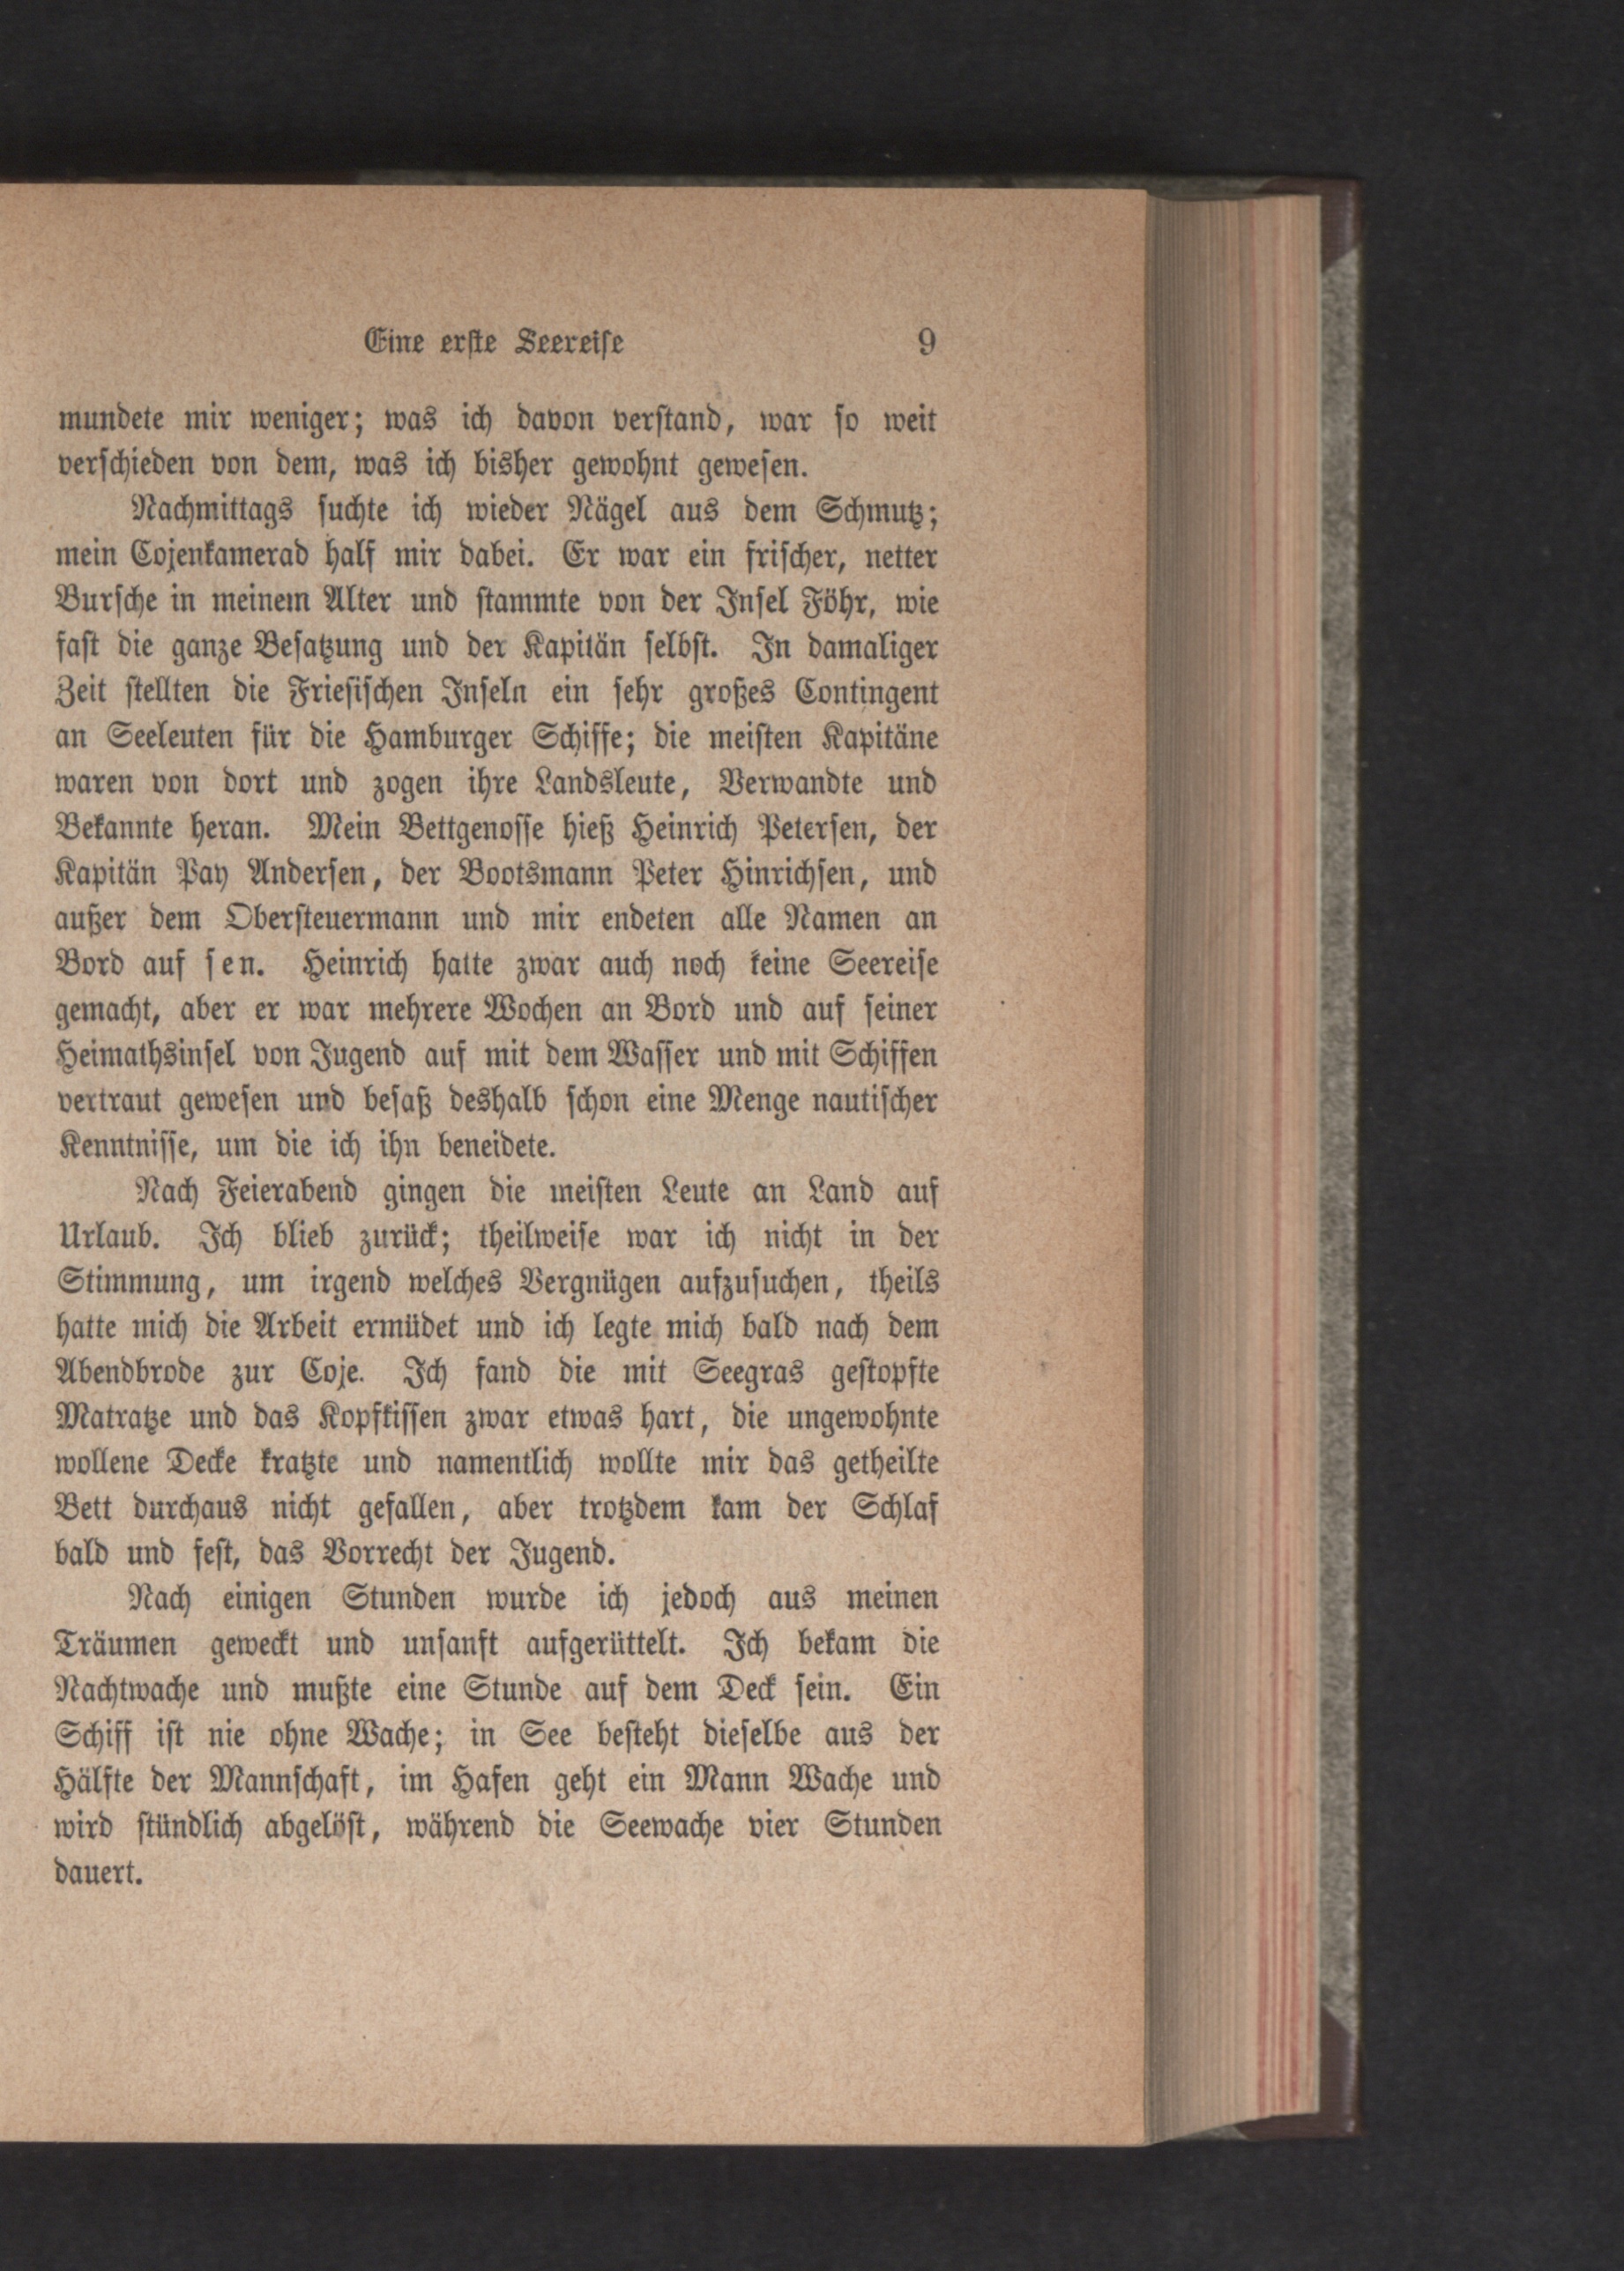 Eine erste Seereise 9
mundete mir weniger; was ich davon verstand, war so weit
verschieden von dem, was ich bisher gewohnt gewesen.
Nachmittags suchte ich wieder Nägel aus dem Schmutz;
mein Cojenkamerad half mir dabei. Er war ein frischer, netter
Bursche in meinem Alter und stammte von der Insel Föhr, wie
fast die ganze Besatzung und der Kapitän selbst. In damaliger
Zeit stellten die Friesischen Inseln ein sehr großes Contingent
an Seeleuten für die Hamburger Schiffe; die meisten Kapitäne
waren von dort und zogen ihre Landsleute, Verwandte und
Bekannte heran. Mein Bettgenosse hieß Heinrich Petersen, der
Kapitän Pay Andersen, der Bootsmann Peter Hinrichsen, und
außer dem Obersteuermann und mir endeten alle Namen an
Bord auf sen. Heinrich hatte zwar auch noch keine Seereise
gemacht, aber er war mehrere Wochen an Bord und auf seiner
Heimathsinsel von Jugend auf mit dem Wasser und mit Schiffen
vertraut gewesen und besaß deshalb schon eine Menge nautischer
Kenntnisse, um die ich ihn beneidete.
Nach Feierabend gingen die meisten Leute an Land auf
Urlaub. Ich blieb zurück; theilweise war ich nicht in der
Stimmung, um irgend welches Vergnügen aufzusuchen, theils
hatte mich die Arbeit ermüdet und ich legte mich bald nach dem
Abendbrode zur Coje. Ich fand die mit Seegras gestopfte
Matratze und das Kopfkissen zwar etwas hart, die ungewohnte
wollene Decke kratzte und namentlich wollte mir das getheilte
Bett durchaus nicht gefallen, aber trotzdem kam der Schlaf
bald und fest, das Vorrecht der Jugend.
Nach einigen Stunden wurde ich jedoch aus meinen
Träumen geweckt und unsanft aufgerüttelt. Ich bekam die
Nachtwache und mußte eine Stunde auf dem Deck sein. Ein
Schiff ist nie ohne Wache; in See besteht dieselbe aus der
Hälfte der Mannschaft, im Hafen geht ein Mann Wache und
wird stündlich abgelöst, während die Seewache vier Stunden
dauert.